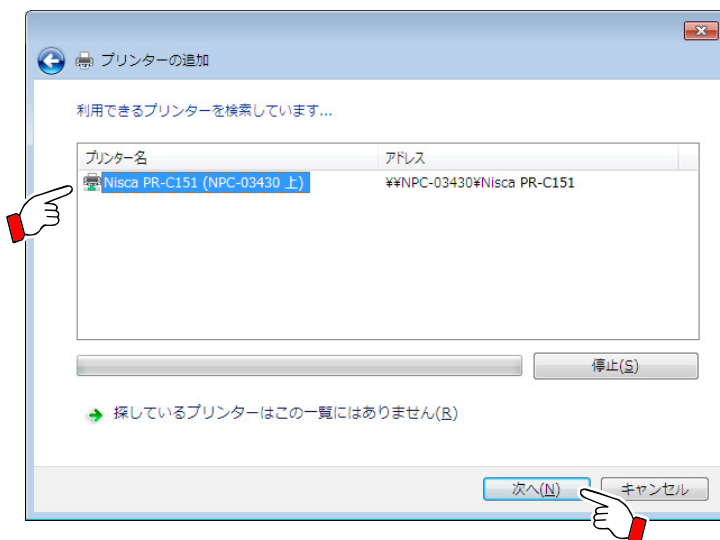 プリンターの追加
利用できるプリンターを検索しています...
プリンター名 アドレス
Nisca PR-C151 (NPC-03430 上) ¥¥NPC-03430¥Nisca PR-C151
停止(S)
探しているプリンターはこの一覧にはありません(R)
次へ(N) キャンセル